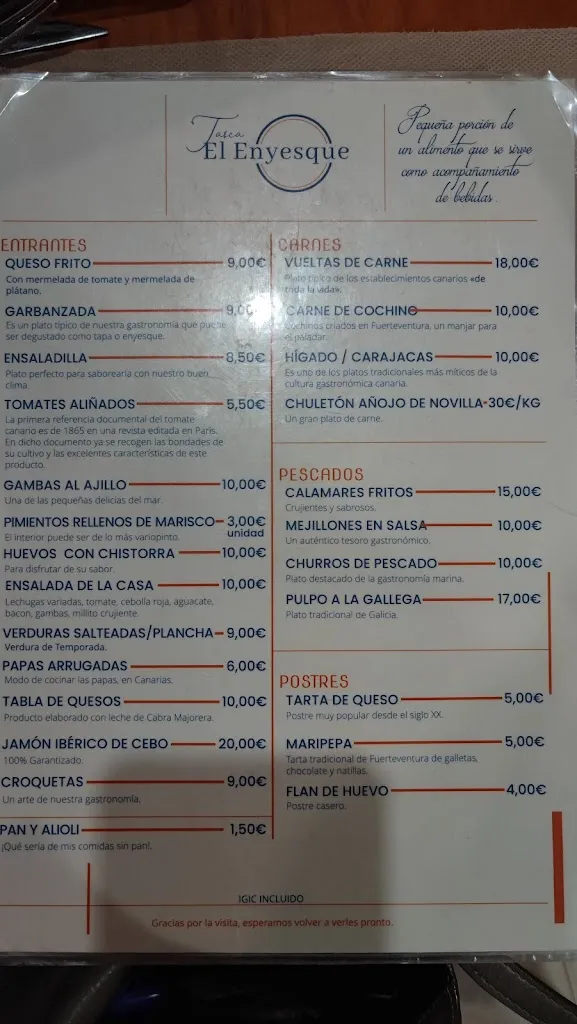 Tasca
El Enyesque
Pequeña porción de
un alimento que se sirve
como acompañamiento
de bebidas.
ENTRANTES
QUESO FRITO 9,00€
Con mermelada de tomate y mermelada de
plátano.
GARBANZADA 9,00€
Es un plato típico de nuestra gastronomía que puede
ser degustado como tapa o enyesque.
ENSALADILLA 8,50€
Plato perfecto para saborearla con nuestro buen
clima.
TOMATES ALIÑADOS 5,50€
La primera referencia documental del tomate
canario es de 1865 en una revista editada en París.
En dicho documento ya se recogen las bondades de
su cultivo y las excelentes características de este
producto.
GAMBAS AL AJILLO 10,00€
Una de las pequeñas delicias del mar.
PIMIENTOS RELLENOS DE MARISCO 3,00€
El interior puede ser de lo más variopinto. unidad
HUEVOS CON CHISTORRA 10,00€
Para disfrutar de su sabor.
ENSALADA DE LA CASA 10,00€
Lechugas variadas, tomate, cebolla roja, aguacate,
bacon, gambas, millito crujiente.
VERDURAS SALTEADAS/PLANCHA 9,00€
Verdura de Temporada.
PAPAS ARRUGADAS 6,00€
Modo de cocinar las papas, en Canarias.
TABLA DE QUESOS 10,00€
Producto elaborado con leche de Cabra Majorera.
JAMÓN IBÉRICO DE CEBO 20,00€
100% Garantizado.
CROQUETAS 9,00€
Un arte de nuestra gastronomía.
PAN Y ALIOLI 1,50€
¡Qué sería de mis comidas sin pan!.
CARNES
VUELTAS DE CARNE 18,00€
Plato típico de los establecimientos canarios «de
toda la vida».
CARNE DE COCHINO 10,00€
Cochinos criados en Fuerteventura, un manjar para
el paladar.
HÍGADO / CARAJACAS 10,00€
Es uno de los platos tradicionales más míticos de la
cultura gastronómica canaria.
CHULETÓN AÑOJO DE NOVILLA 30€/KG
Un gran plato de carne.
PESCADOS
CALAMARES FRITOS 15,00€
Crujientes y sabrosos.
MEJILLONES EN SALSA 10,00€
Un auténtico tesoro gastronómico.
CHURROS DE PESCADO 10,00€
Plato destacado de la gastronomía marina.
PULPO A LA GALLEGA 17,00€
Plato tradicional de Galicia.
POSTRES
TARTA DE QUESO 5,00€
Postre muy popular desde el siglo XX.
MARIPEPA 5,00€
Tarta tradicional de Fuerteventura de galletas,
chocolate y natillas.
FLAN DE HUEVO 4,00€
Postre casero.
IGIC INCLUIDO
Gracias por la visita, esperamos volver a verles pronto.